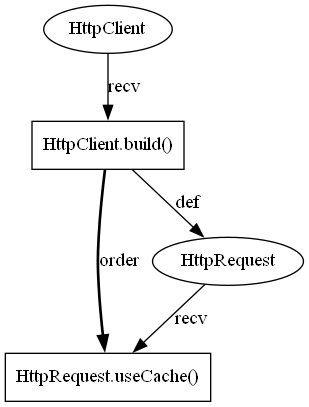 HttpClient
recv
HttpClient.build()
def
order
HttpRequest
recv
HttpRequest.useCache()